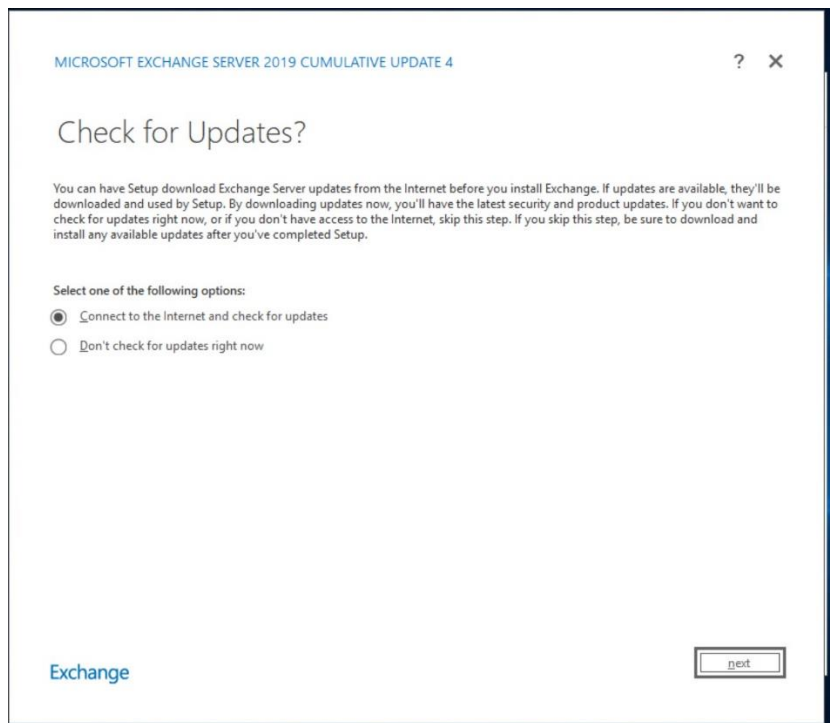 MICROSOFT EXCHANGE SERVER 2019 CUMULATIVE UPDATE 4
?
Check for Updates?
You can have Setup download Exchange Server updates from the Internet before you install Exchange. If updates are available, they'll be
downloaded and used by Setup. By downloading updates now, you'll have the latest security and product updates. If you don't want to
check for updates right now, or if you don't have access to the Internet, skip this step. If you skip this step, be sure to download and
install any available updates after you've completed Setup.
Select one of the following options:
Connect to the Internet and check for updates
Don't check for updates right now
Exchange
next